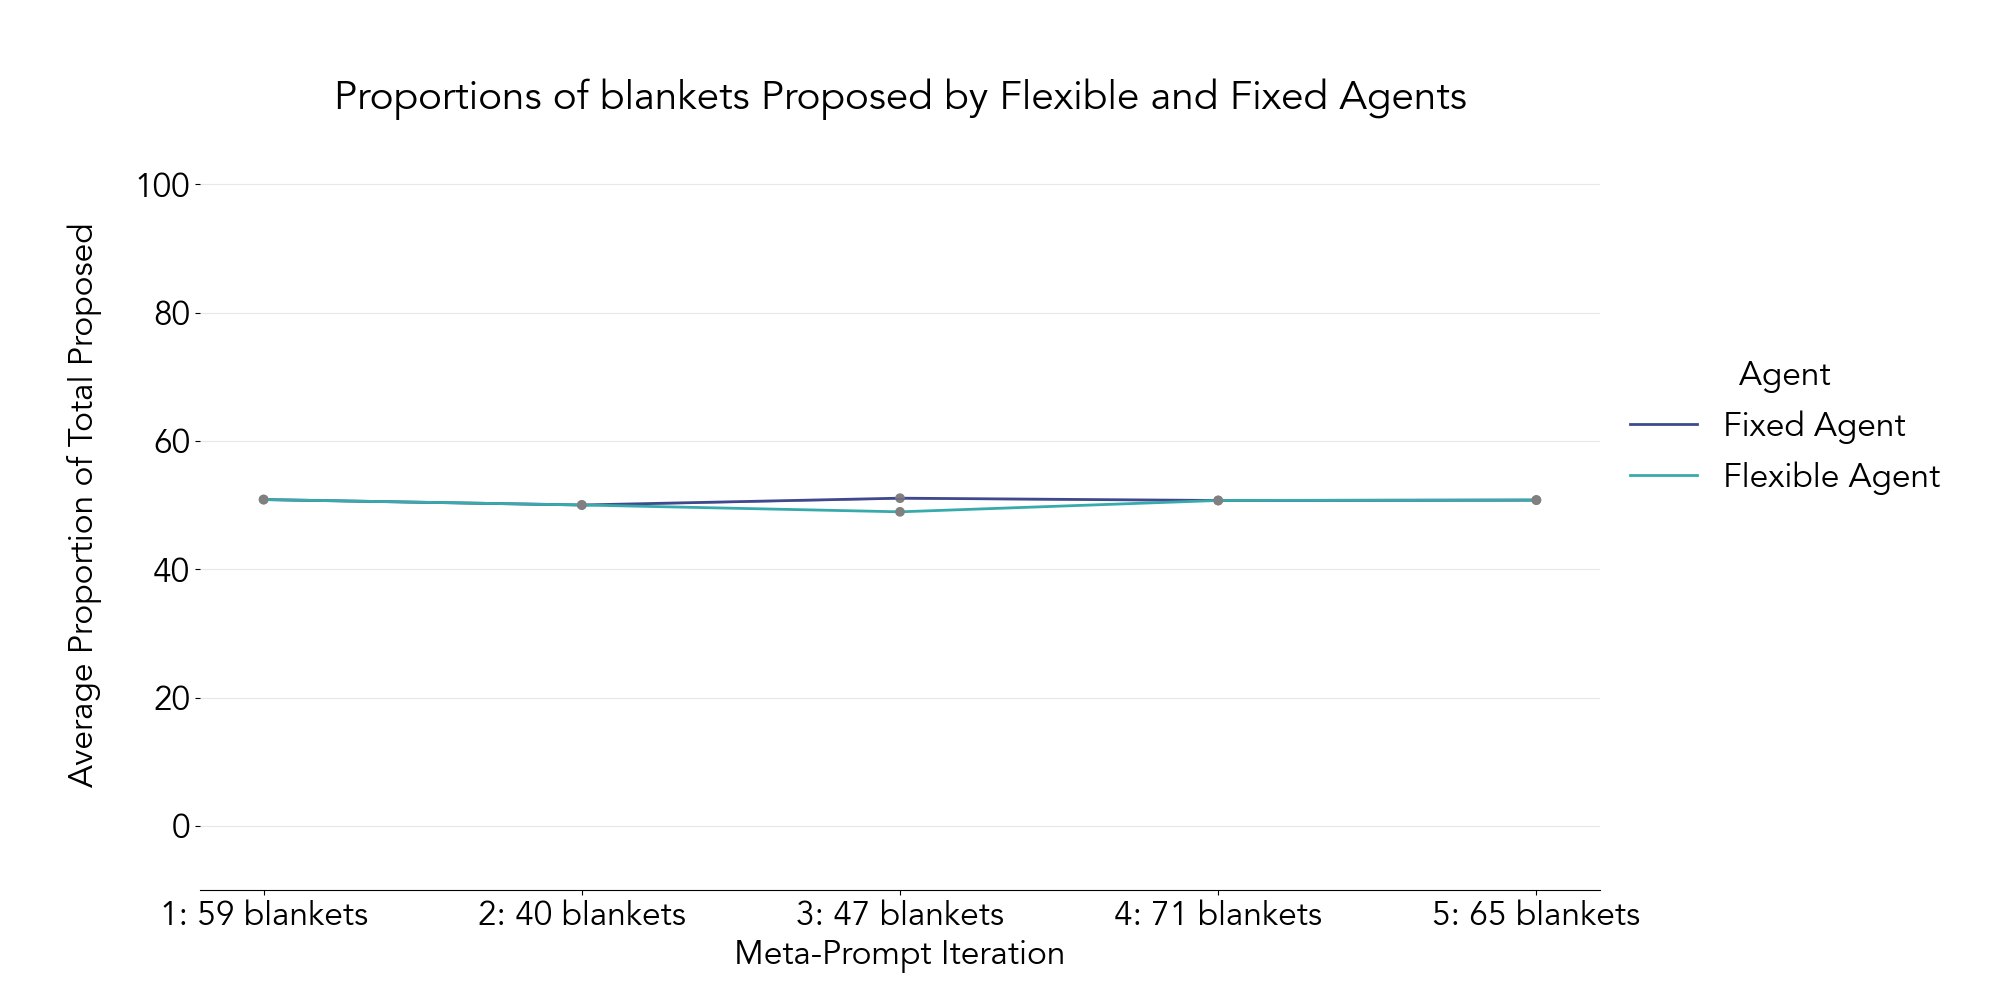 Proportions of blankets Proposed by Flexible and Fixed Agents
Average Proportion of Total Proposed
100
80
60
40
20
0
1: 59 blankets
2: 40 blankets
3: 47 blankets
4: 71 blankets
5: 65 blankets
Meta-Prompt Iteration
Agent
Fixed Agent
Flexible Agent